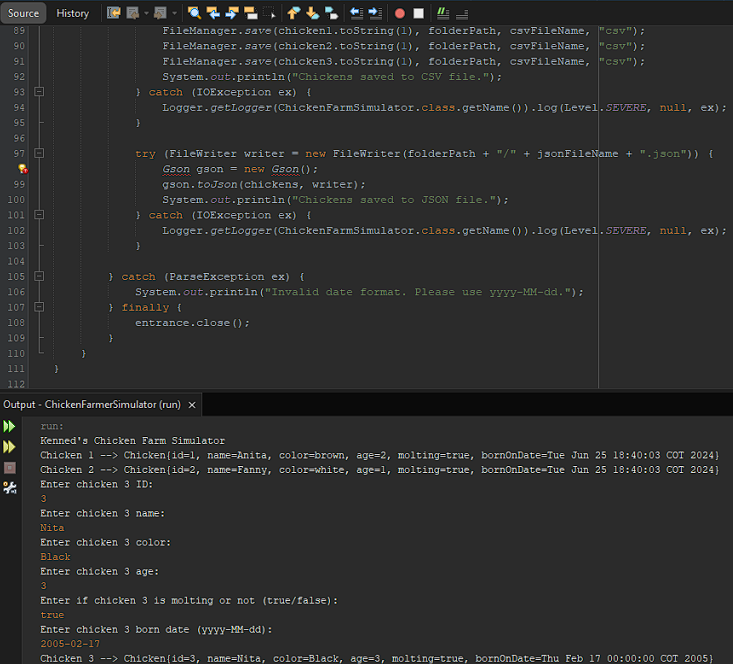 Source History
89 FileManager.save(chicken1.toString(1), folderPath, csvFileName, "csv");
90 FileManager.save(chicken2.toString(1), folderPath, csvFileName, "csv");
91 FileManager.save(chicken3.toString(1), folderPath, csvFileName, "csv");
92 System.out.println("Chickens saved to CSV file.");
93 } catch (IOException ex) {
94 Logger.getLogger(ChickenFarmSimulator.class.getName()).log(Level.SEVERE, null, ex);
95 }
96
97 try (FileWriter writer = new FileWriter(folderPath + "/" + jsonFileName + ".json")) {
Gson gson = new Gson();
99 gson.toJson(chickens, writer);
100 System.out.println("Chickens saved to JSON file.");
101 } catch (IOException ex) {
102 Logger.getLogger(ChickenFarmSimulator.class.getName()).log(Level.SEVERE, null, ex);
103 }
104
105 } catch (ParseException ex) {
106 System.out.println("Invalid date format. Please use yyyy-MM-dd.");
107 } finally {
108 entrance.close();
109 }
110 }
111 }
112
Output - ChickenFarmerSimulator (run) ×
run:
Kenned's Chicken Farm Simulator
Chicken 1 --> Chicken{id=1, name=Anita, color=brown, age=2, molting=true, bornOnDate=Tue Jun 25 18:40:03 COT 2024}
Chicken 2 --> Chicken{id=2, name=Fanny, color=white, age=1, molting=true, bornOnDate=Tue Jun 25 18:40:03 COT 2024}
Enter chicken 3 ID:
3
Enter chicken 3 name:
Nita
Enter chicken 3 color:
Black
Enter chicken 3 age:
3
Enter if chicken 3 is molting or not (true/false):
true
Enter chicken 3 born date (yyyy-MM-dd):
2005-02-17
Chicken 3 --> Chicken{id=3, name=Nita, color=Black, age=3, molting=true, bornOnDate=Thu Feb 17 00:00:00 COT 2005}